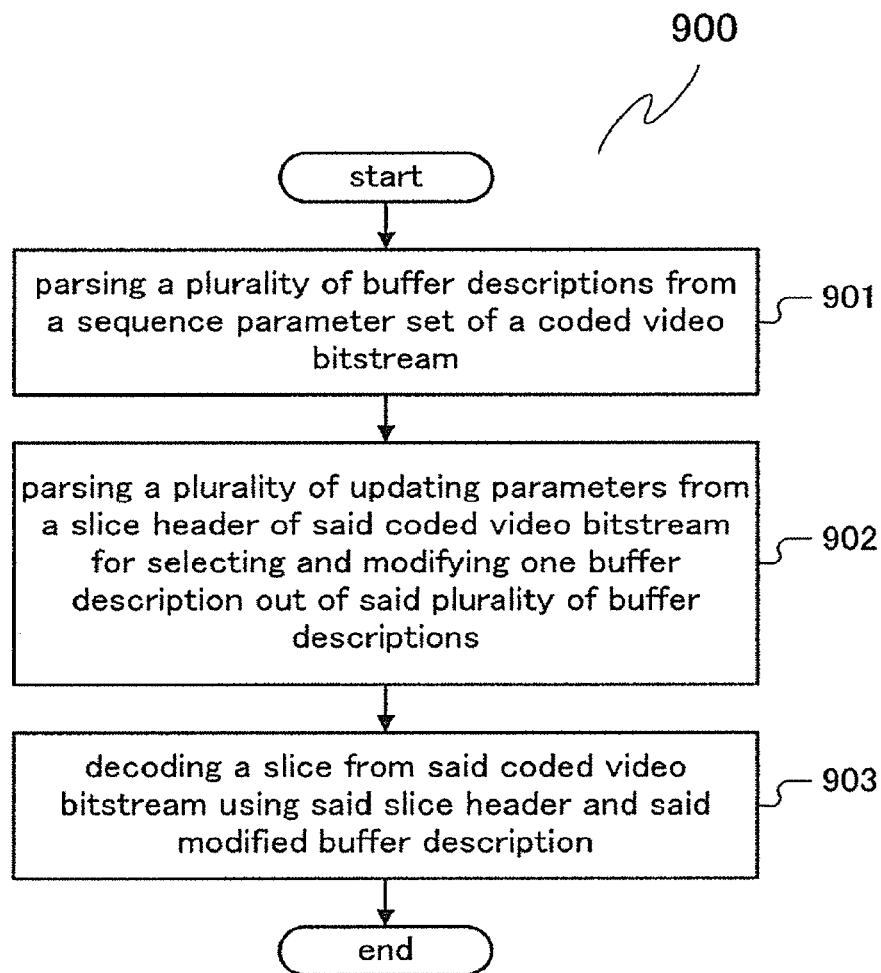 900
start
parsing a plurality of buffer descriptions from
a sequence parameter set of a coded video
bitstream
901
parsing a plurality of updating parameters from
a slice header of said coded video bitstream
for selecting and modifying one buffer
description out of said plurality of buffer
descriptions
902
decoding a slice from said coded video
bitstream using said slice header and said
modified buffer description
903
end